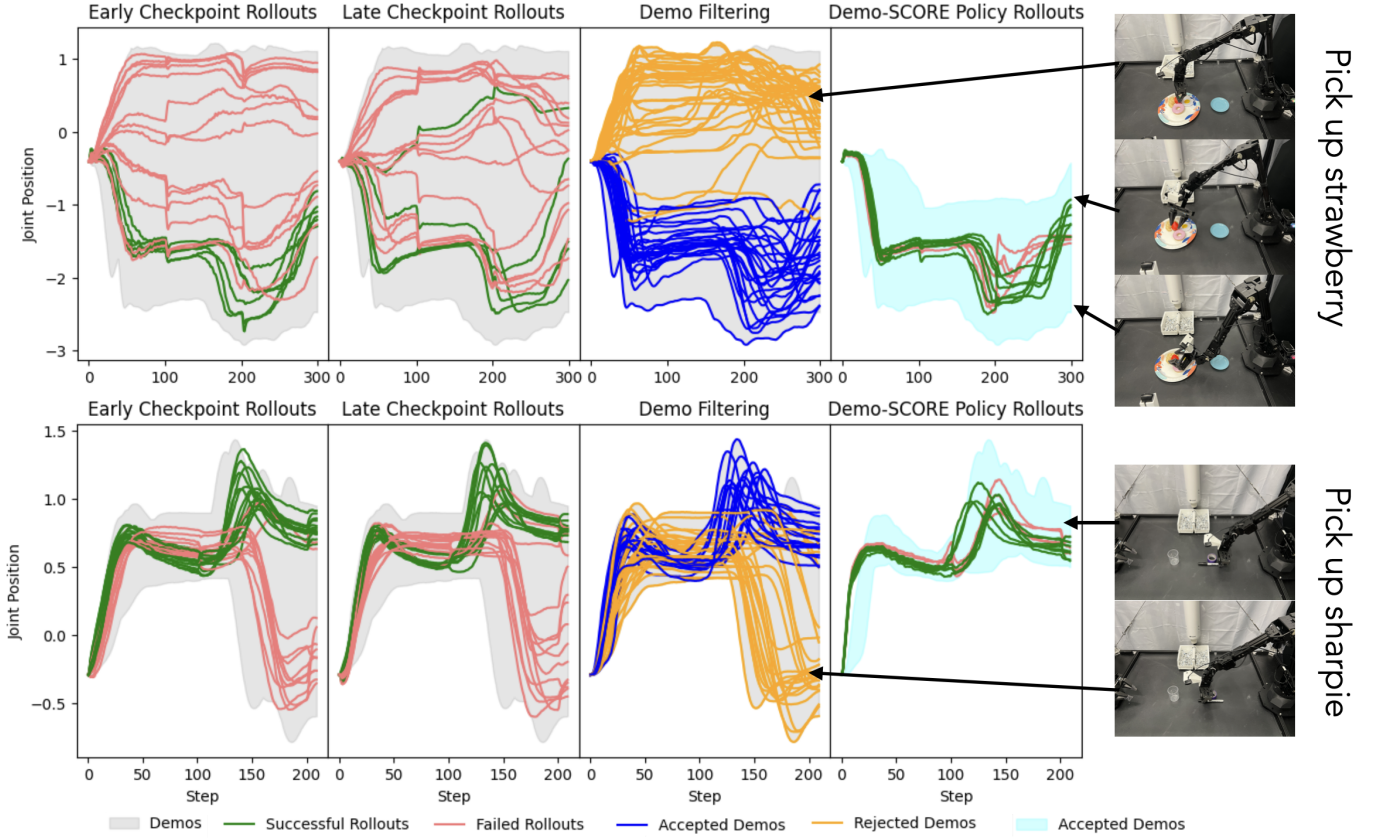 Early Checkpoint Rollouts Late Checkpoint Rollouts Demo Filtering Demo-SCORE Policy Rollouts
Joint Position
1
0
−1
−2
−3
0 100 200 300 0 100 200 300 0 100 200 300 0 100 200 300
Pick up strawberry
Early Checkpoint Rollouts Late Checkpoint Rollouts Demo Filtering Demo-SCORE Policy Rollouts
Joint Position
1.5
1.0
0.5
0.0
−0.5
0 50 100 150 200 0 50 100 150 200 0 50 100 150 200 0 50 100 150 200
Step Step Step Step
Pick up sharpie
Demos Successful Rollouts Failed Rollouts Accepted Demos Rejected Demos Accepted Demos